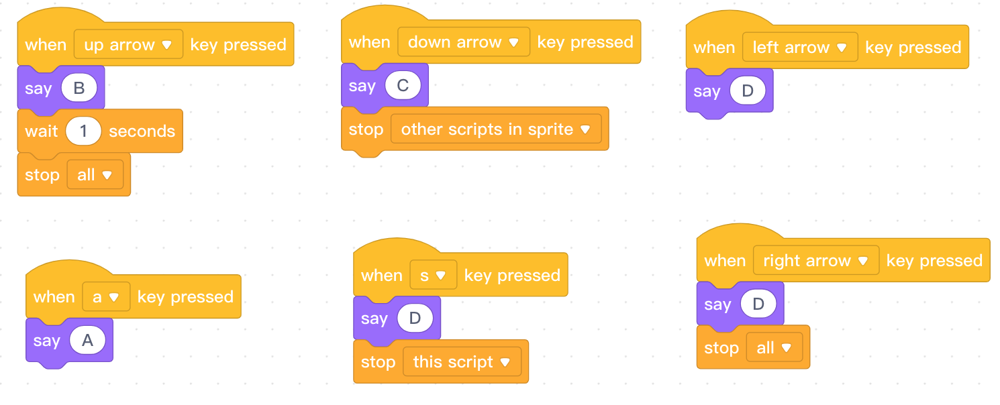 when up arrow key pressed
say B
wait 1 seconds
stop all
when down arrow key pressed
say C
stop other scripts in sprite
when left arrow key pressed
say D
when a key pressed
say A
when s key pressed
say D
stop this script
when right arrow key pressed
say D
stop all